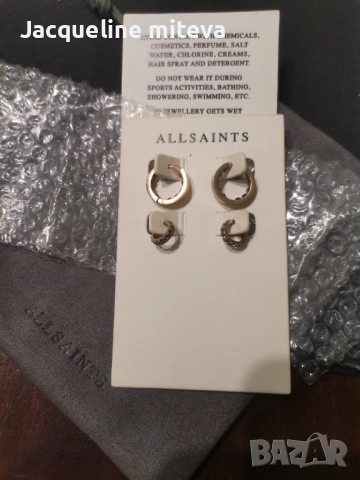 Jacqueline miteva
COSMETICS, PERFUME, SALT
WATER, CHLORINE, CREAMS,
HAIR SPRAY AND DETERGENT.
DO NOT WEAR IT DURING
SPORTS ACTIVITIES, BATHING,
SHOWERING, SWIMMING, ETC.
JEWELLERY GETS WET
ALLSAINTS
ALLSAINTS
BAZAR